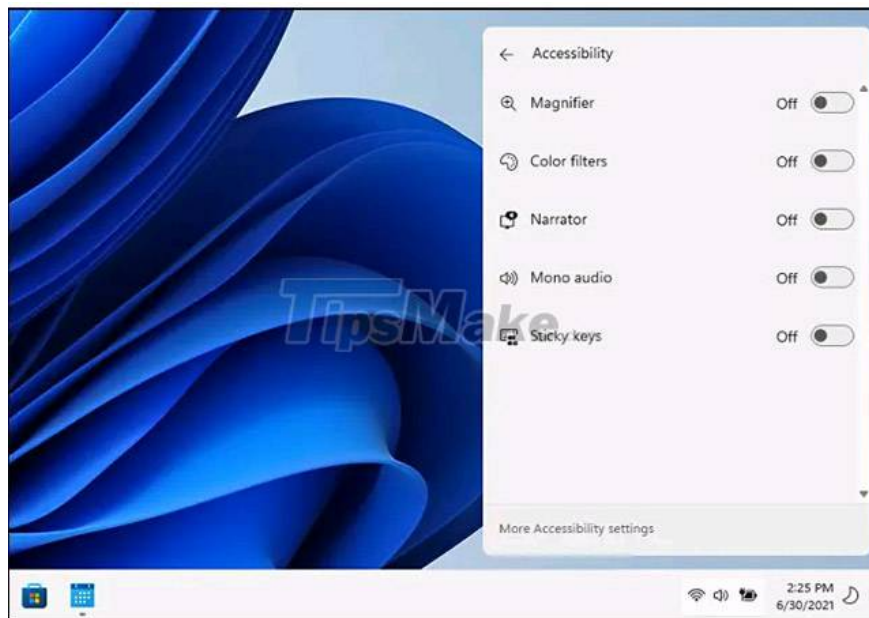 Accessibility
Magnifier Off
Color filters Off
Narrator Off
Mono audio Off
Sticky keys Off
TipsMake
More Accessibility settings
2:25 PM
6/30/2021